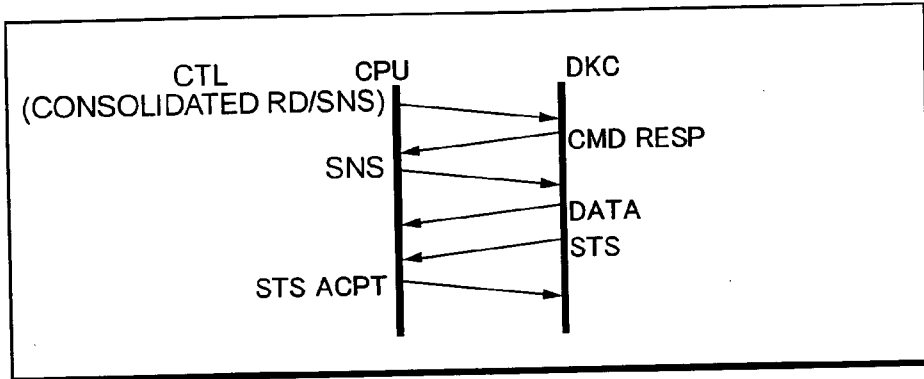 CTL
(CONSOLIDATED RD/SNS)
CPU
DKC
CMD RESP
SNS
DATA
STS
STS ACPT